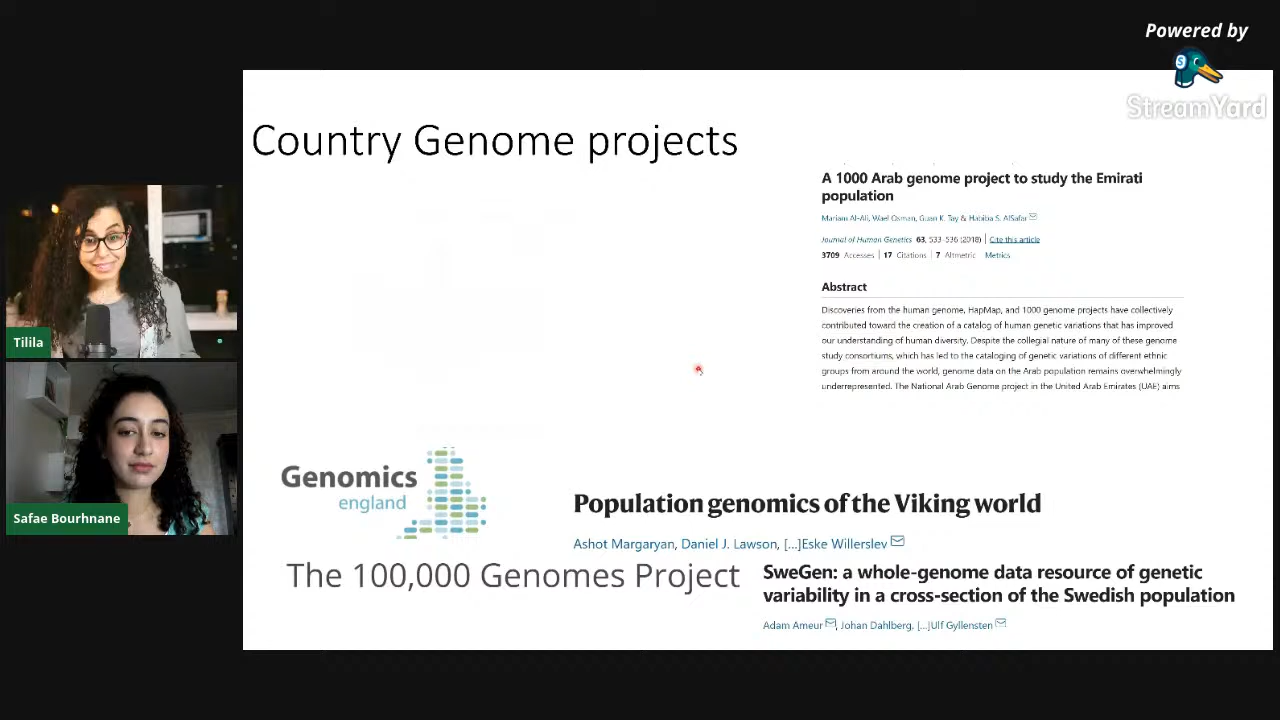 Powered by
StreamYard
Country Genome projects
A 1000 Arab genome project to study the Emirati
population
Mariam Al-Ali, Wael Osman, Guan K. Tay & Habiba S. AlSafar
Journal of Human Genetics 63, 533–536 (2018) | Cite this article
3709 Accesses | 17 Citations | 7 Altmetric Metrics
Abstract
Discoveries from the human genome, HapMap, and 1000 genome projects have collectively
contributed toward the creation of a catalog of human genetic variations that has improved
our understanding of human diversity. Despite the collegial nature of many of these genome
study consortiums, which has led to the cataloging of genetic variations of different ethnic
groups from around the world, genome data on the Arab population remains overwhelmingly
underrepresented. The National Arab Genome project in the United Arab Emirates (UAE) aims
Tilila
Safae Bourhnane
Genomics
england
The 100,000 Genomes Project
Population genomics of the Viking world
Ashot Margaryan, Daniel J. Lawson, [...]Eske Willerslev
SweGen: a whole-genome data resource of genetic
variability in a cross-section of the Swedish population
Adam Ameur, Johan Dahlberg, [...]Ulf Gyllensten